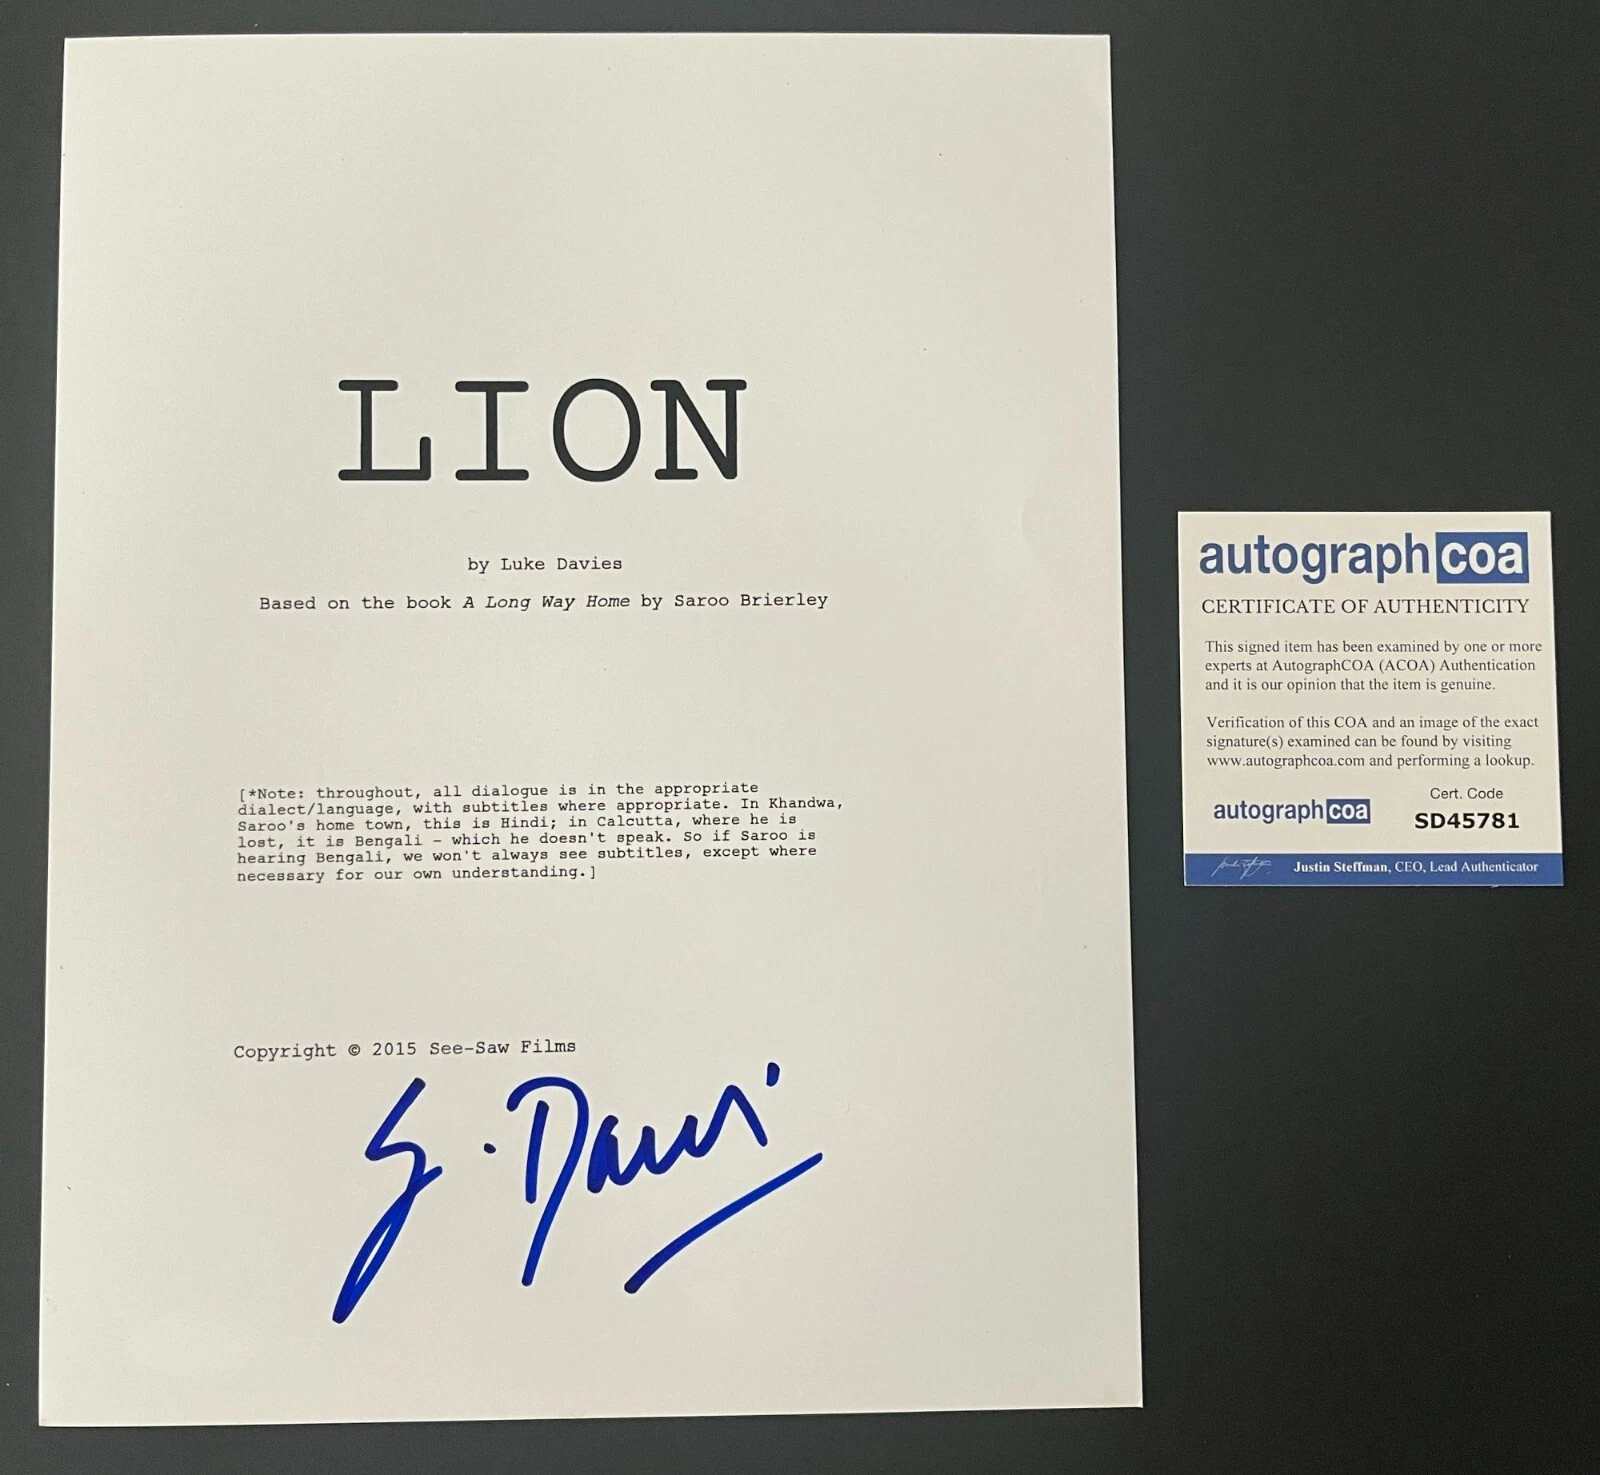 LION
by Luke Davies
Based on the book A Long Way Home by Saroo Brierley
[*Note: throughout, all dialogue is in the appropriate
dialect/language, with subtitles where appropriate. In Khandwa,
Saroo's home town, this is Hindi; in Calcutta, where he is
lost, it is Bengali – which he doesn't speak. So if Saroo is
hearing Bengali, we won't always see subtitles, except where
necessary for our own understanding.]
Copyright © 2015 See-Saw Films
autograph coa
CERTIFICATE OF AUTHENTICITY
This signed item has been examined by one or more
experts at AutographCOA (ACOA) Authentication
and it is our opinion that the item is genuine.
Verification of this COA and an image of the exact
signature(s) examined can be found by visiting
www.autographcoa.com and performing a lookup.
autograph coa
Cert. Code
SD45781
Justin Steffman, CEO, Lead Authenticator